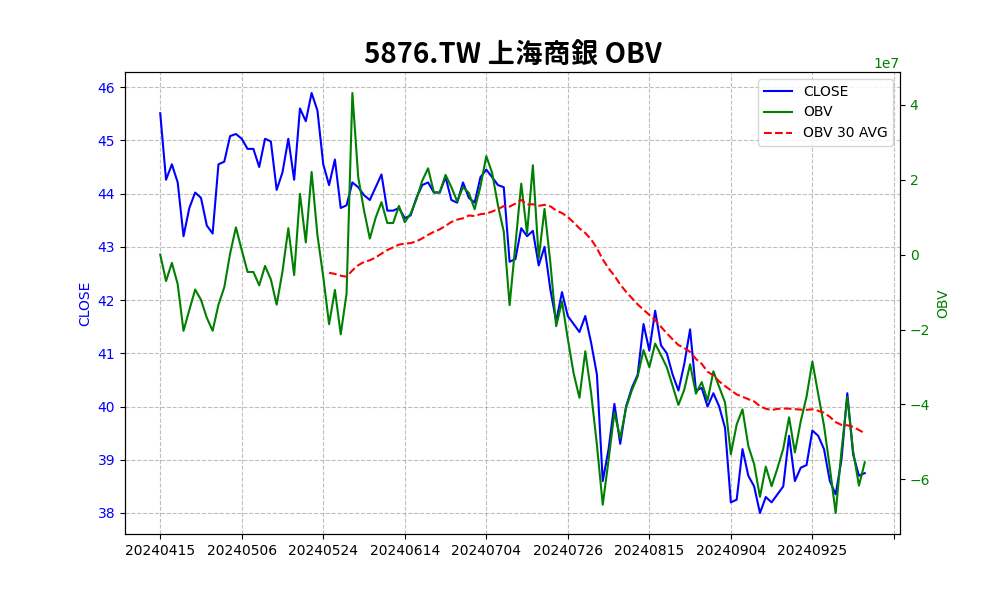 5876.TW 上海商銀 OBV
1e7
CLOSE
OBV
OBV 30 AVG
46
45
44
43
42
41
40
39
38
CLOSE
4
2
0
−2
−4
−6
OBV
20240415 20240506 20240524 20240614 20240704 20240726 20240815 20240904 20240925